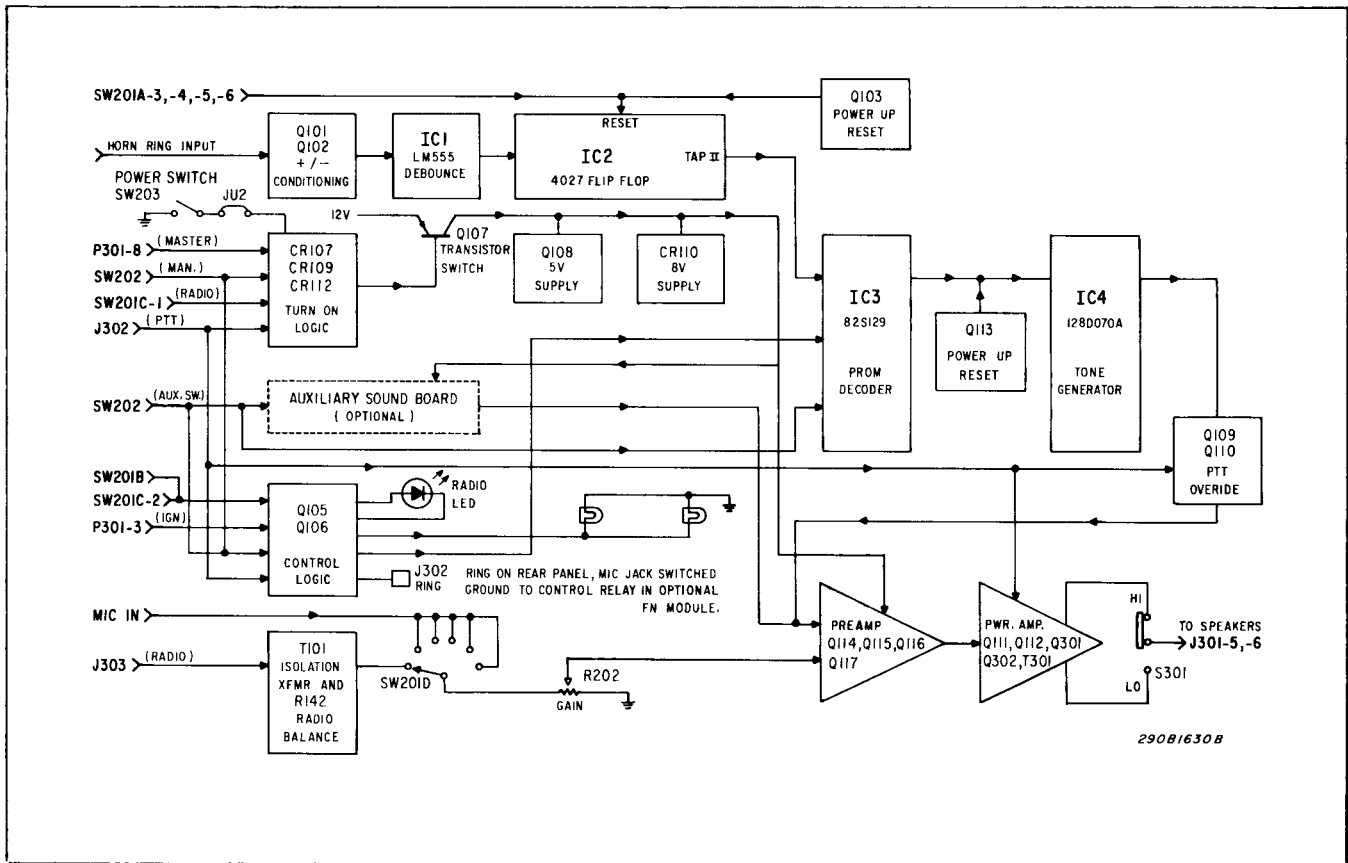 SW201A-3,-4,-5,-6
Q103
POWER UP
RESET
RESET
HORN RING INPUT
Q101
Q102
+ / −
CONDITIONING
IC1
LM555
DEBOUNCE
IC2
4027 FLIP FLOP
TAP II
POWER SWITCH
SW203
JU2
12V
Q107
TRANSISTOR
SWITCH
Q108
5V
SUPPLY
CR110
8V
SUPPLY
P301-8
(MASTER)
SW202
(MAN.)
SW201C-1
(RADIO)
J302
(PTT)
CR107
CR109
CR112
TURN ON
LOGIC
IC3
82S129
PROM
DECODER
Q113
POWER UP
RESET
IC4
128D070A
TONE
GENERATOR
SW202
(AUX. SW.)
AUXILIARY SOUND BOARD
( OPTIONAL )
Q109
Q110
PTT
OVERIDE
SW201B
SW201C-2
P301-3
(IGN)
Q105
Q106
CONTROL
LOGIC
RADIO
LED
J302
RING
RING ON REAR PANEL, MIC JACK SWITCHED
GROUND TO CONTROL RELAY IN OPTIONAL
FN MODULE.
MIC IN
J303
(RADIO)
T101
ISOLATION
XFMR AND
R142
RADIO
BALANCE
SW201D
R202
GAIN
PREAMP
Q114,Q115,Q116
Q117
PWR. AMP.
Q111,Q112,Q301
Q302,T301
HI
TO SPEAKERS
J301-5,-6
S301
LO
290B1630B